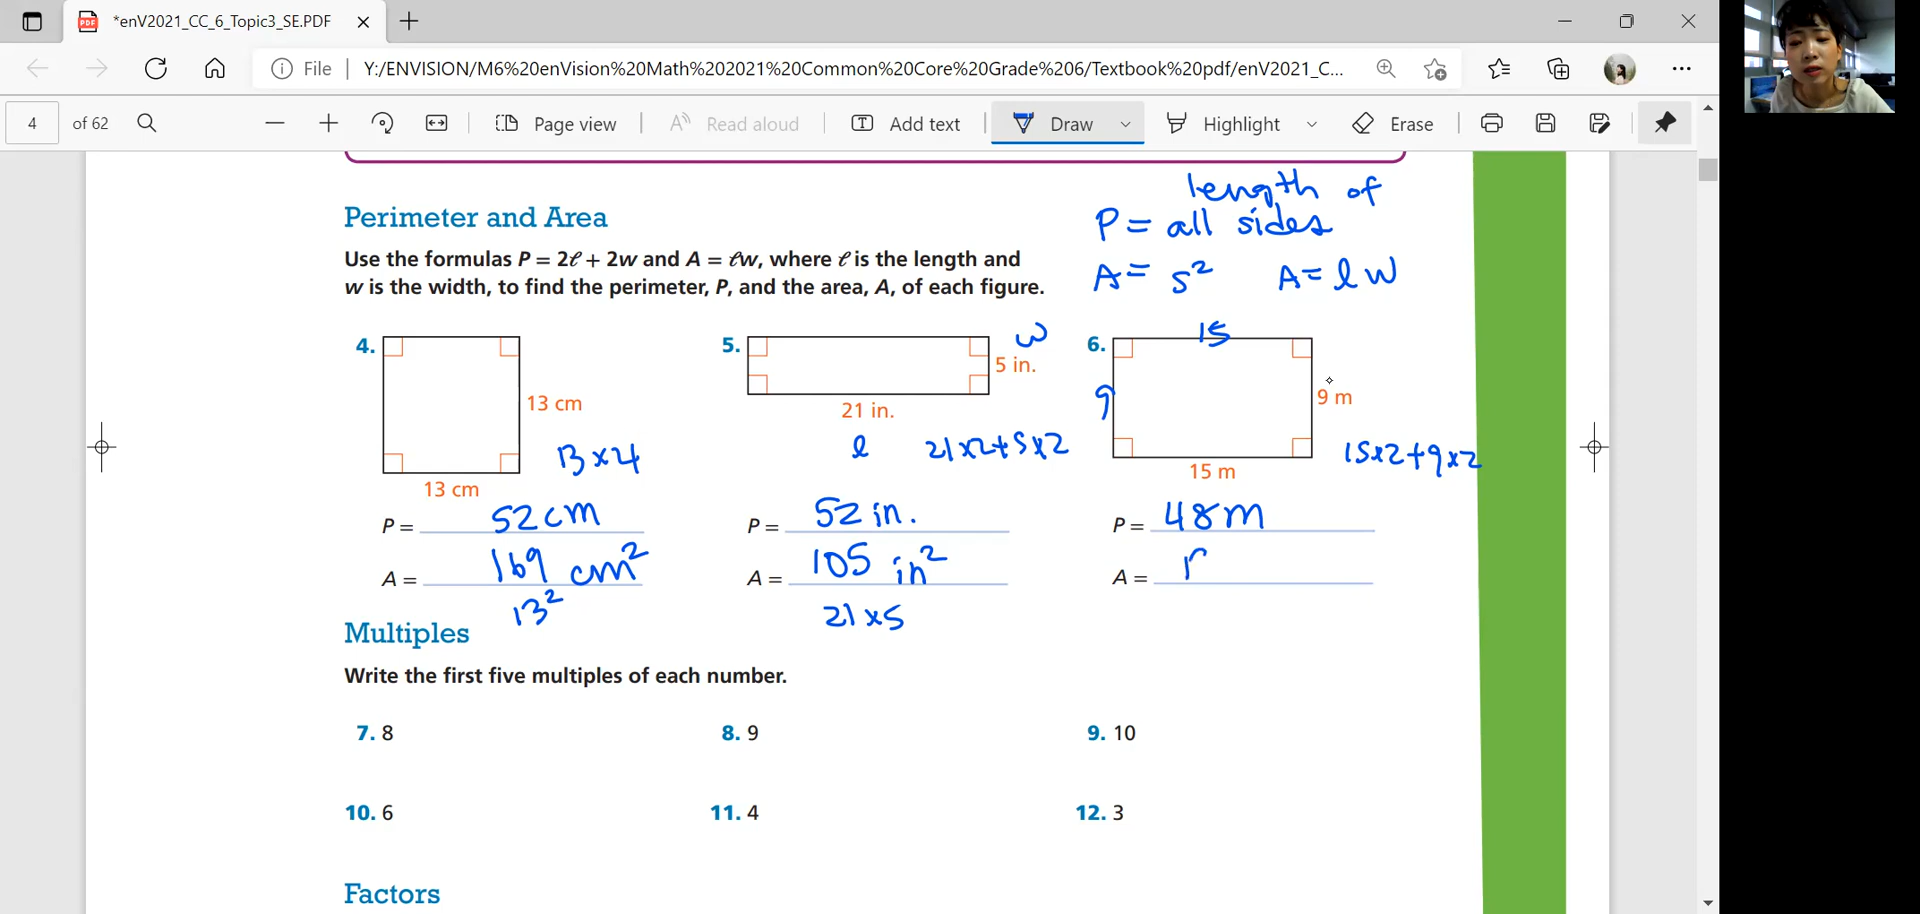 *enV2021_CC_6_Topic3_SE.PDF
File
Y:/ENVISION/M6%20enVision%20Math%202021%20Common%20Core%20Grade%206/Textbook%20pdf/enV2021_C...
4 of 62
Page view
Read aloud
Add text
Draw
Highlight
Erase
length of
P = all sides
A = s² A = l w
Perimeter and Area
Use the formulas P = 2ℓ + 2w and A = ℓw, where ℓ is the length and
w is the width, to find the perimeter, P, and the area, A, of each figure.
4.
13 cm
13 cm
13 x 4
P = 52 cm
A = 169 cm²
13²
5.
w
5 in.
21 in.
l
21x2+5x2
P = 52 in.
A = 105 in²
21x5
6.
15
9
9 m
15 m
15x2+9x2
P = 48 m
A =
Multiples
Write the first five multiples of each number.
7. 8
8. 9
9. 10
10. 6
11. 4
12. 3
Factors